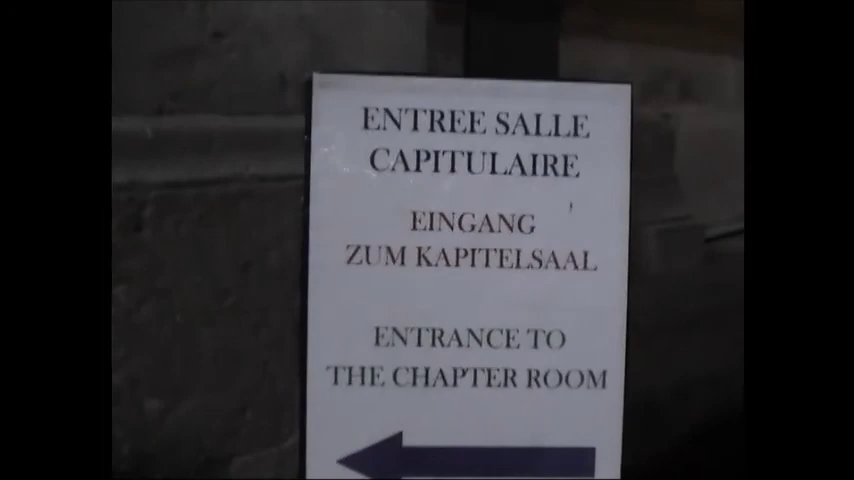 ENTREE SALLE
CAPITULAIRE
EINGANG
ZUM KAPITELSAAL
ENTRANCE TO
THE CHAPTER ROOM